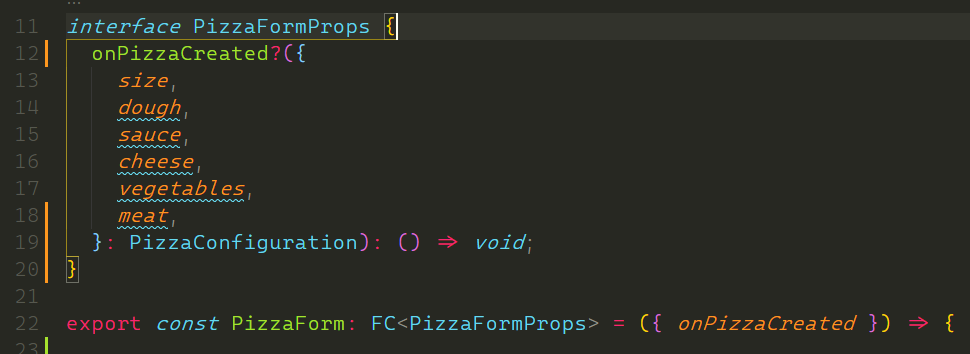 11 interface PizzaFormProps {
12 onPizzaCreated?({
13 size,
14 dough,
15 sauce,
16 cheese,
17 vegetables,
18 meat,
19 }: PizzaConfiguration): () => void;
20 }
21
22 export const PizzaForm: FC<PizzaFormProps> = ({ onPizzaCreated }) => {
23